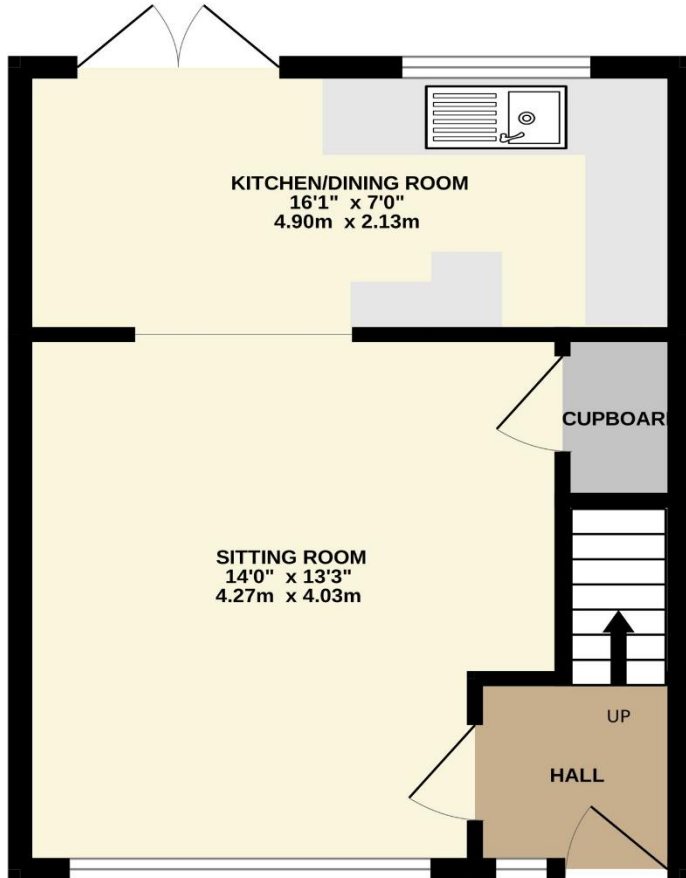 KITCHEN/DINING ROOM
16'1" x 7'0"
4.90m x 2.13m
CUPBOAR
SITTING ROOM
14'0" x 13'3"
4.27m x 4.03m
UP
HALL